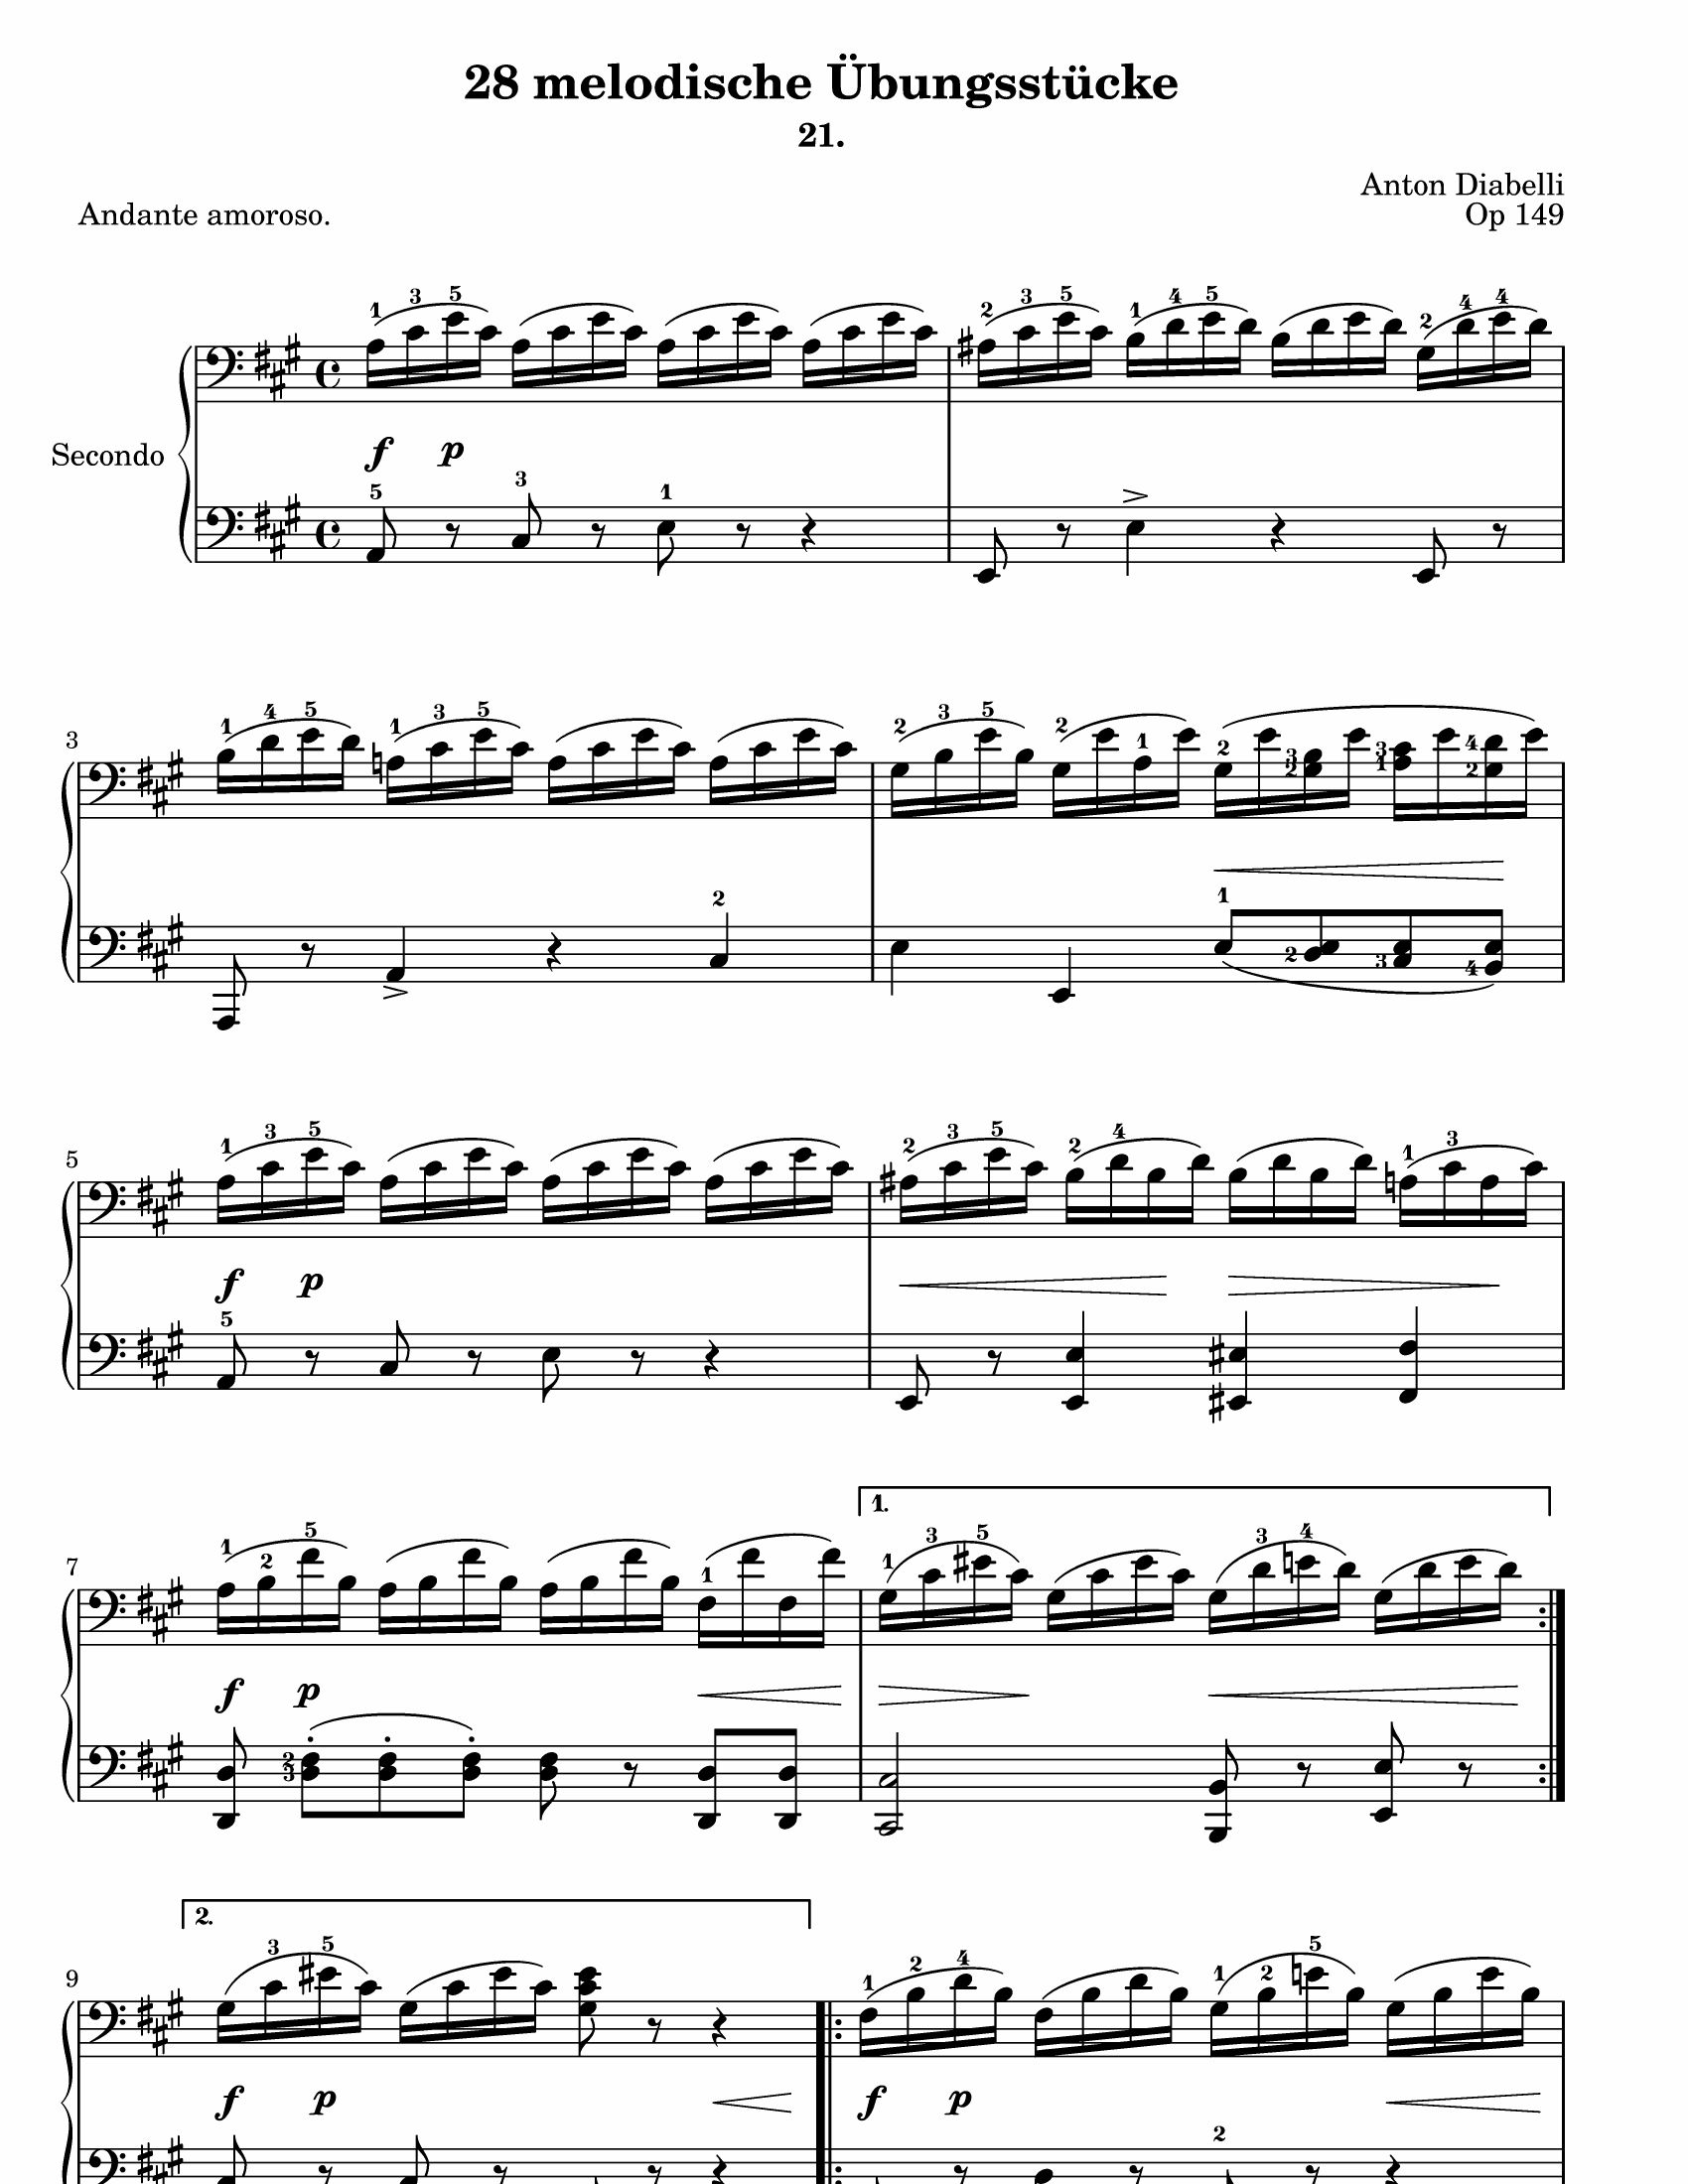 28 melodische Übungsstücke
21.
Anton Diabelli
Andante amoroso.
Op 149
1 3 5 2 3 5 1 4 5 2 4 4
Secondo
f p
5 3 1
3
1 4 5 1 3 5 2 3 5 2 1 2 3 2 3 1 4 2
2 1 2 3 4
5
1 3 5 2 3 5 2 4 1 3
f p
5
1. 
7
1 2 5 1 1 3 5 3 4
f p
2 3
2.
9
3 5 1 2 4 1 2 5
f p f p
2